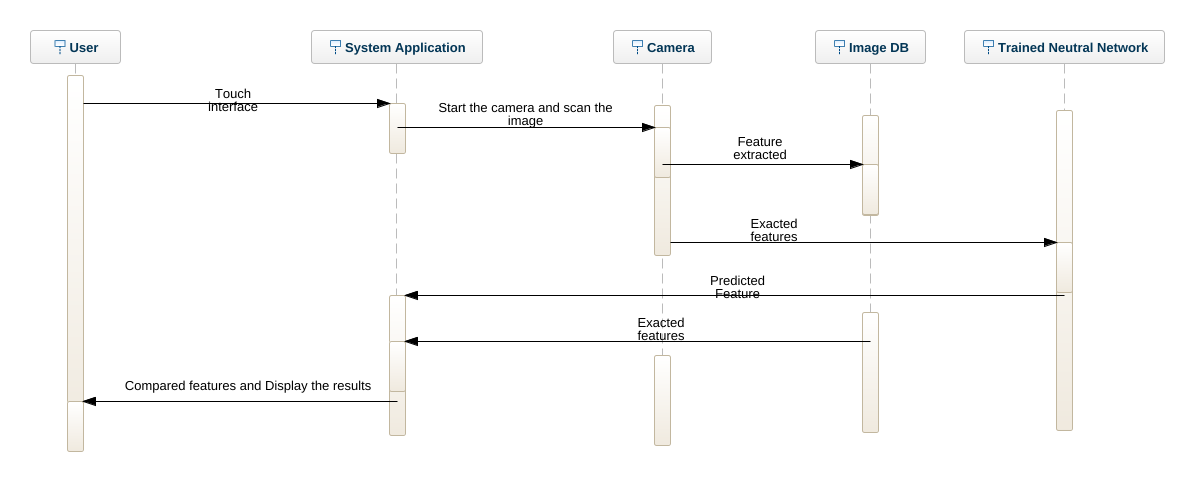 User
System Application
Camera
Image DB
Trained Neutral Network
Touch
interface
Start the camera and scan the
image
Feature
extracted
Exacted
features
Predicted
Feature
Exacted
features
Compared features and Display the results